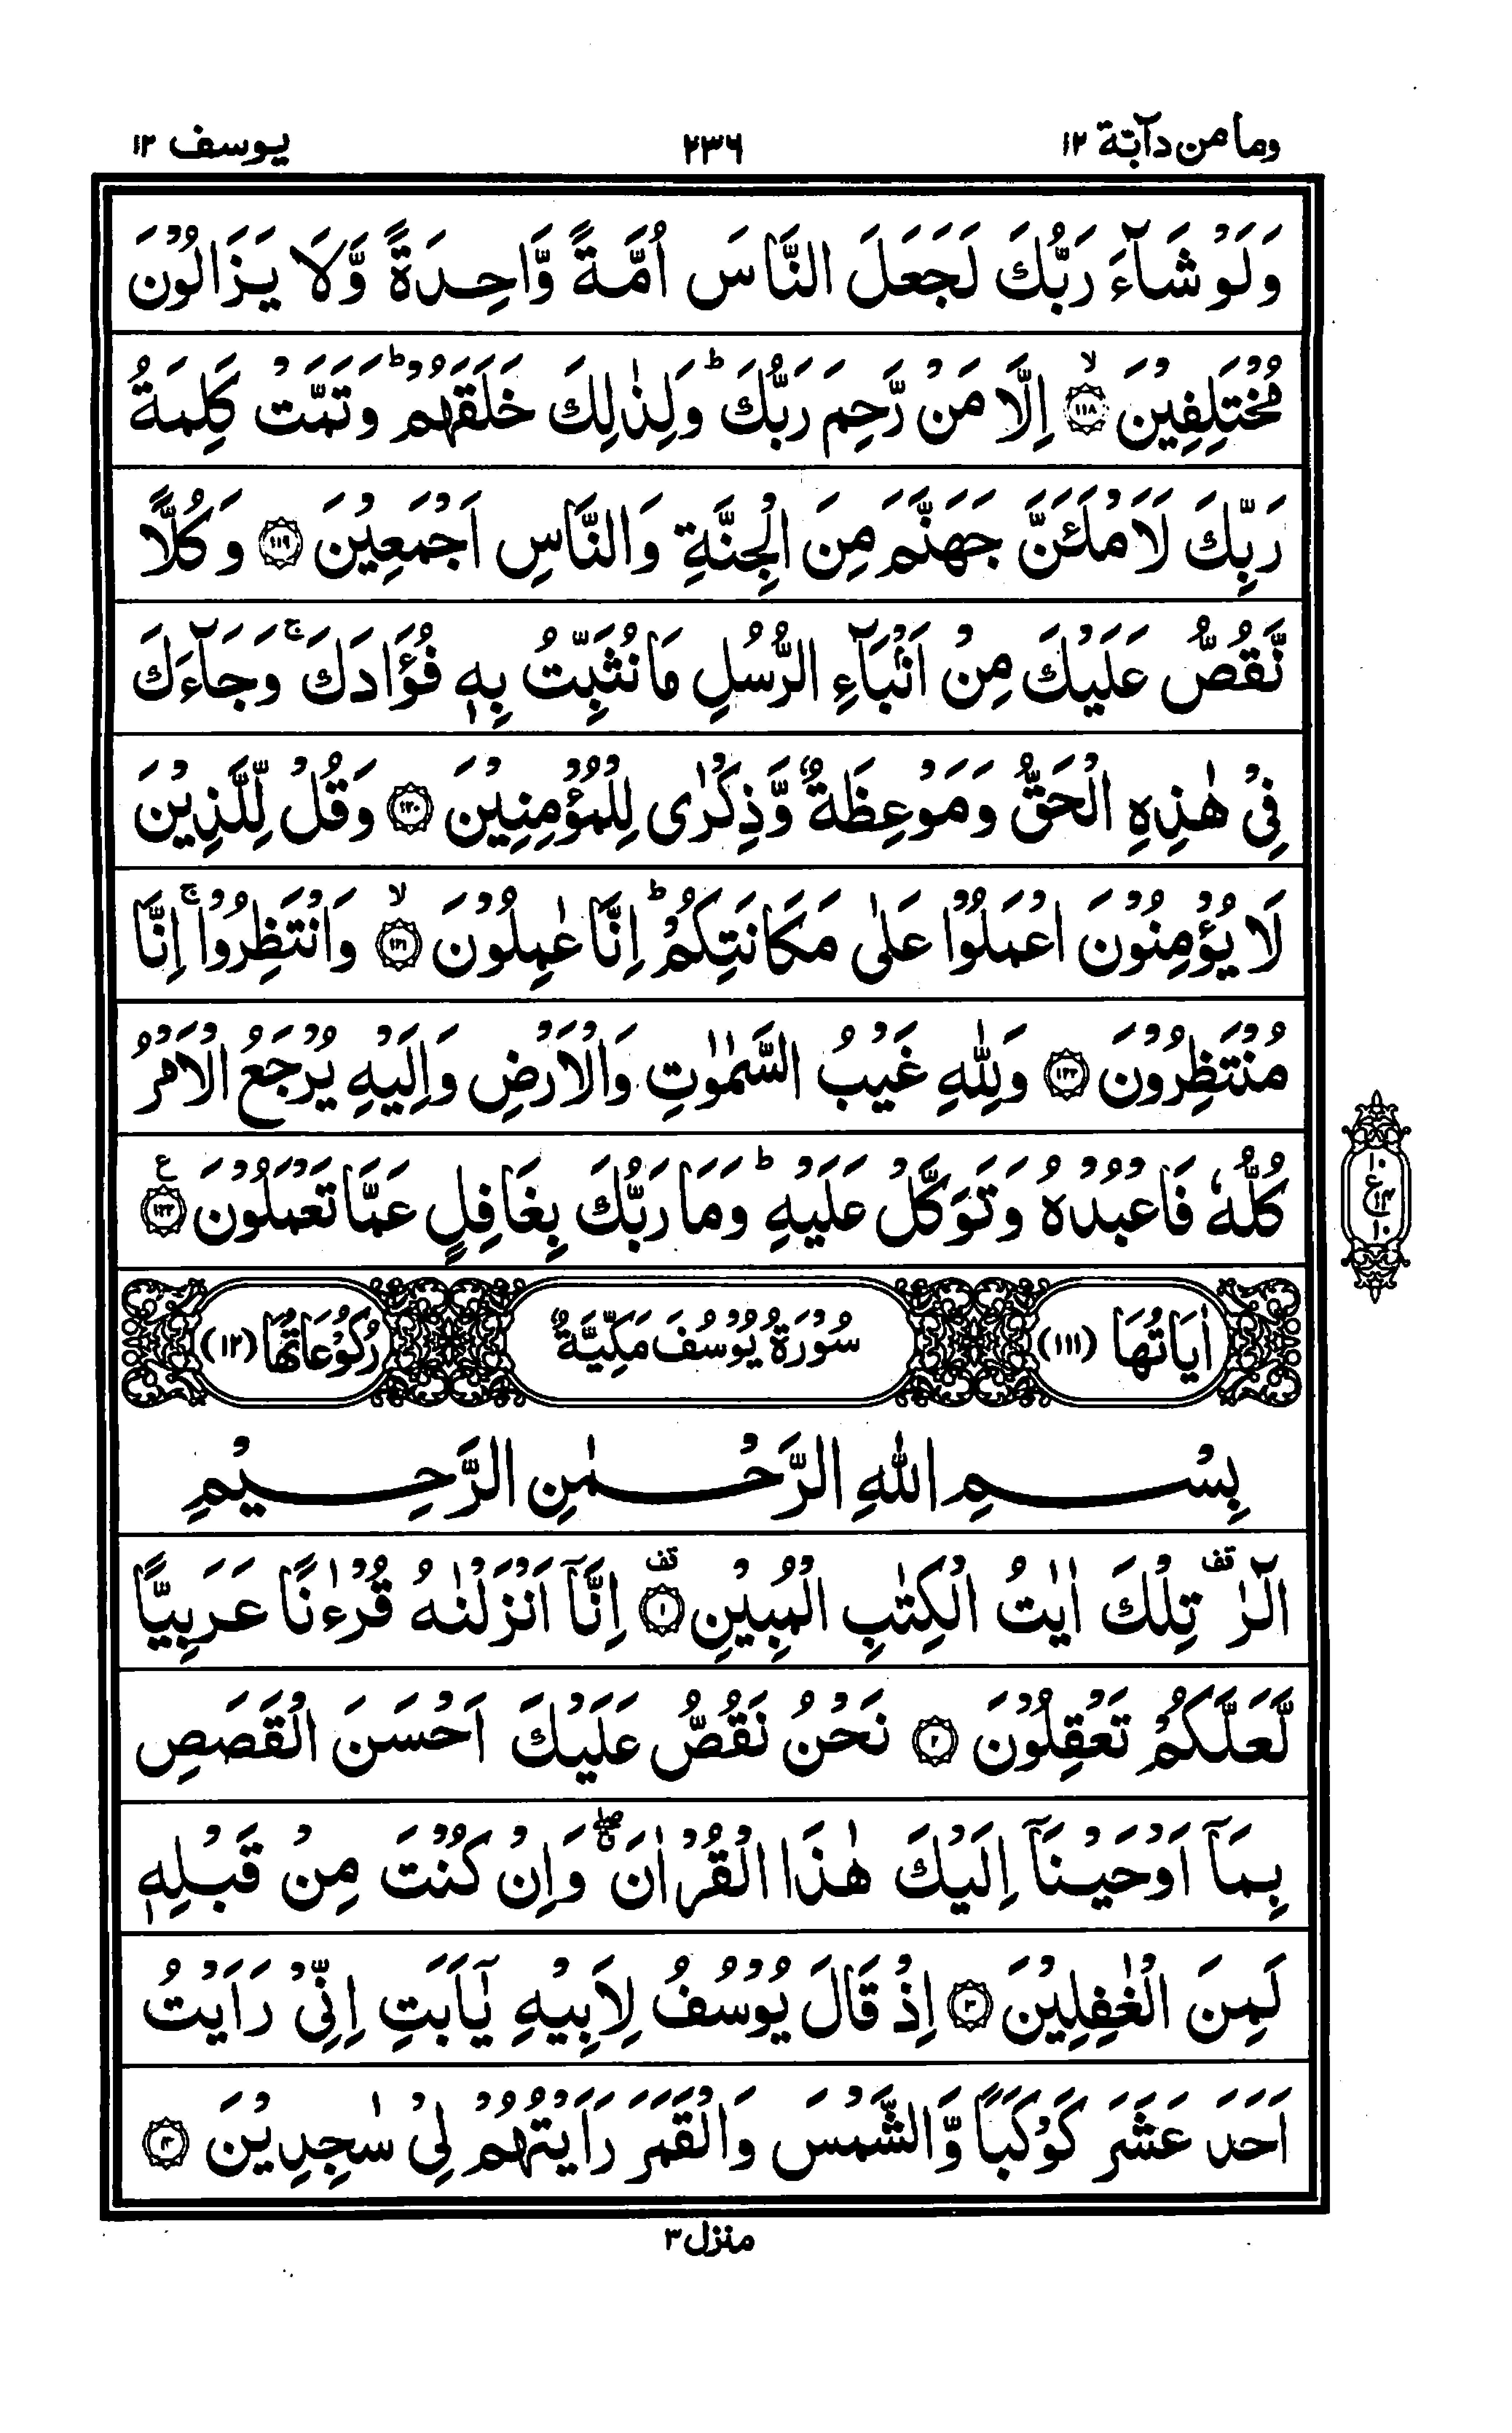 وما من دآبّة ١٢
٢٣٦
يوسف ١٢
وَلَوْ شَآءَ رَبُّكَ لَجَعَلَ النَّاسَ اُمَّةً وَّاحِدَةً وَّلَا يَزَالُوْنَ
مُخْتَلِفِيْنَ ۙ﴿١١٨﴾ اِلَّا مَنْ رَّحِمَ رَبُّكَ ؕ وَلِذٰلِكَ خَلَقَهُمْ ؕ وَتَمَّتْ كَلِمَةُ
رَبِّكَ لَاَمْلَـَٔنَّ جَهَنَّمَ مِنَ الْجِنَّةِ وَالنَّاسِ اَجْمَعِيْنَ ﴿١١٩﴾ وَكُلًّا
نَّقُصُّ عَلَيْكَ مِنْ اَنْۢبَآءِ الرُّسُلِ مَا نُثَبِّتُ بِهٖ فُؤَادَكَ ۚ وَجَآءَكَ
فِيْ هٰذِهِ الْحَقُّ وَمَوْعِظَةٌ وَّذِكْرٰى لِلْمُؤْمِنِيْنَ ﴿١٢٠﴾ وَقُلْ لِّلَّذِيْنَ
لَا يُؤْمِنُوْنَ اعْمَلُوْا عَلٰى مَكَانَتِكُمْ ؕ اِنَّا عٰمِلُوْنَ ۙ﴿١٢١﴾ وَانْتَظِرُوْا ۚ اِنَّا
مُنْتَظِرُوْنَ ﴿١٢٢﴾ وَلِلّٰهِ غَيْبُ السَّمٰوٰتِ وَالْاَرْضِ وَاِلَيْهِ يُرْجَعُ الْاَمْرُ
كُلُّهٗ فَاعْبُدْهُ وَتَوَكَّلْ عَلَيْهِ ؕ وَمَا رَبُّكَ بِغَافِلٍ عَمَّا تَعْمَلُوْنَ ﴿١٢٣﴾ ع
١٠
ع ١٢
١٠
اٰيَاتُهَا (١١١)
سُوْرَةُ يُوْسُفَ مَكِّيَّةٌ
رُكُوْعَاتُهَا (١٢)
بِسْمِ اللّٰهِ الرَّحْمٰنِ الرَّحِيْمِ
الٓرٰ قف تِلْكَ اٰيٰتُ الْكِتٰبِ الْمُبِيْنِ قف ﴿١﴾ اِنَّآ اَنْزَلْنٰهُ قُرْءٰنًا عَرَبِيًّا
لَّعَلَّكُمْ تَعْقِلُوْنَ ﴿٢﴾ نَحْنُ نَقُصُّ عَلَيْكَ اَحْسَنَ الْقَصَصِ
بِمَآ اَوْحَيْنَآ اِلَيْكَ هٰذَا الْقُرْاٰنَ ۖ وَاِنْ كُنْتَ مِنْ قَبْلِهٖ
لَمِنَ الْغٰفِلِيْنَ ﴿٣﴾ اِذْ قَالَ يُوْسُفُ لِاَبِيْهِ يٰٓاَبَتِ اِنِّيْ رَاَيْتُ
اَحَدَ عَشَرَ كَوْكَبًا وَّالشَّمْسَ وَالْقَمَرَ رَاَيْتُهُمْ لِيْ سٰجِدِيْنَ ﴿٤﴾
منزل ٣